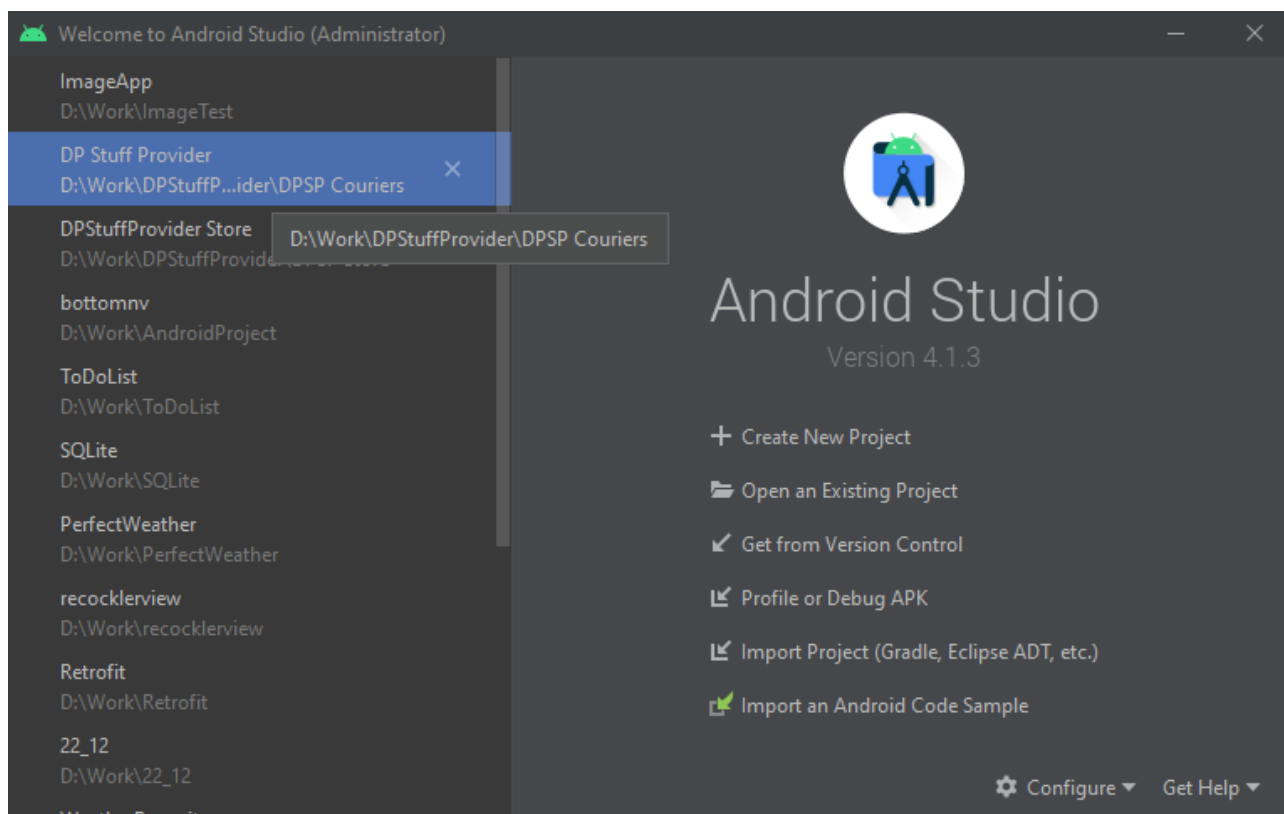 Welcome to Android Studio (Administrator)
ImageApp
D:\Work\ImageTest
DP Stuff Provider
D:\Work\DPStuffP...ider\DPSP Couriers
DPStuffProvider Store
D:\Work\DPStuffProvider\DPSP Couriers
bottomnv
D:\Work\AndroidProject
ToDoList
D:\Work\ToDoList
SQLite
D:\Work\SQLite
PerfectWeather
D:\Work\PerfectWeather
recocklerview
D:\Work\recocklerview
Retrofit
D:\Work\Retrofit
22_12
D:\Work\22_12
Android Studio
Version 4.1.3
Create New Project
Open an Existing Project
Get from Version Control
Profile or Debug APK
Import Project (Gradle, Eclipse ADT, etc.)
Import an Android Code Sample
Configure
Get Help